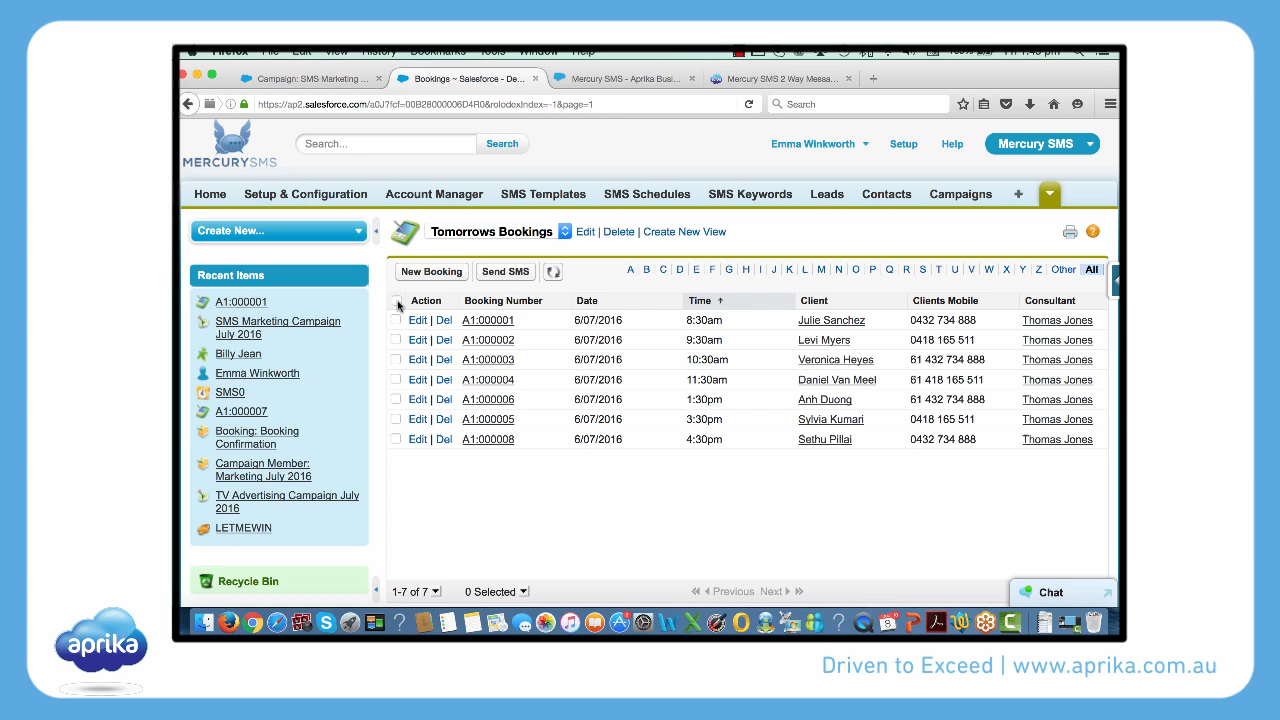 Firefox File Edit View History Bookmarks Tools Window Help
Campaign: SMS Marketing ... × Bookings ~ Salesforce - De... × Mercury SMS - Aprika Busi... × Mercury SMS 2 Way Messa... × +
https://ap2.salesforce.com/a0J?fcf=00B28000006D4R0&rolodexIndex=-1&page=1 Search
MERCURYSMS Search... Search Emma Winkworth Setup Help Mercury SMS
Home Setup & Configuration Account Manager SMS Templates SMS Schedules SMS Keywords Leads Contacts Campaigns +
Create New...
Tomorrows Bookings Edit | Delete | Create New View
New Booking Send SMS A B C D E F G H I J K L M N O P Q R S T U V W X Y Z Other All
Action Booking Number Date Time Client Clients Mobile Consultant
Edit | Del A1:000001 6/07/2016 8:30am Julie Sanchez 0432 734 888 Thomas Jones
Edit | Del A1:000002 6/07/2016 9:30am Levi Myers 0418 165 511 Thomas Jones
Edit | Del A1:000003 6/07/2016 10:30am Veronica Heyes 61 432 734 888 Thomas Jones
Edit | Del A1:000004 6/07/2016 11:30am Daniel Van Meel 61 418 165 511 Thomas Jones
Edit | Del A1:000006 6/07/2016 1:30pm Anh Duong 61 432 734 888 Thomas Jones
Edit | Del A1:000005 6/07/2016 3:30pm Sylvia Kumari 0418 165 511 Thomas Jones
Edit | Del A1:000008 6/07/2016 4:30pm Sethu Pillai 0432 734 888 Thomas Jones
Recent Items
A1:000001
SMS Marketing Campaign
July 2016
Billy Jean
Emma Winkworth
SMS0
A1:000007
Booking: Booking
Confirmation
Campaign Member:
Marketing July 2016
TV Advertising Campaign July
2016
LETMEWIN
Recycle Bin
1-7 of 7 0 Selected Previous Next Chat
aprika
Driven to Exceed | www.aprika.com.au